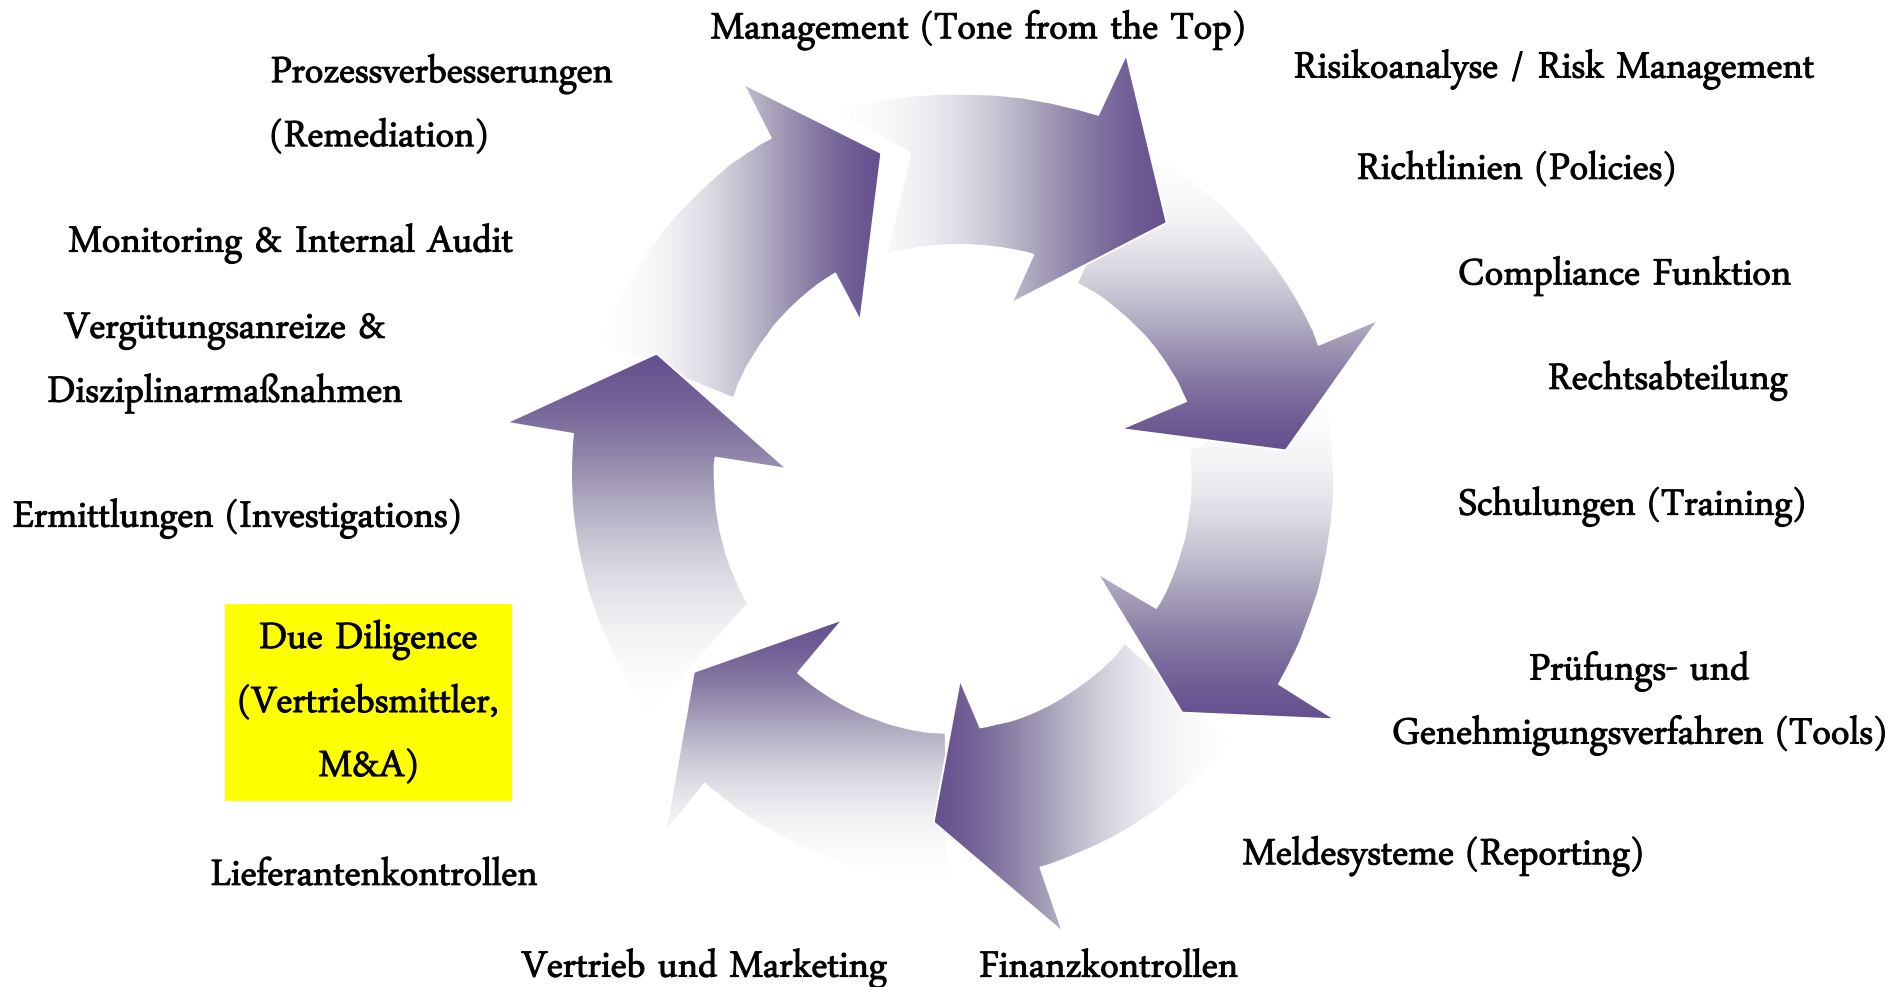 Management (Tone from the Top)
Risikoanalyse / Risk Management
Richtlinien (Policies)
Compliance Funktion
Rechtsabteilung
Schulungen (Training)
Prüfungs- und
Genehmigungsverfahren (Tools)
Meldesysteme (Reporting)
Finanzkontrollen
Vertrieb und Marketing
Lieferantenkontrollen
Due Diligence
(Vertriebsmittler,
M&A)
Ermittlungen (Investigations)
Vergütungsanreize &
Disziplinarmaßnahmen
Monitoring & Internal Audit
Prozessverbesserungen
(Remediation)